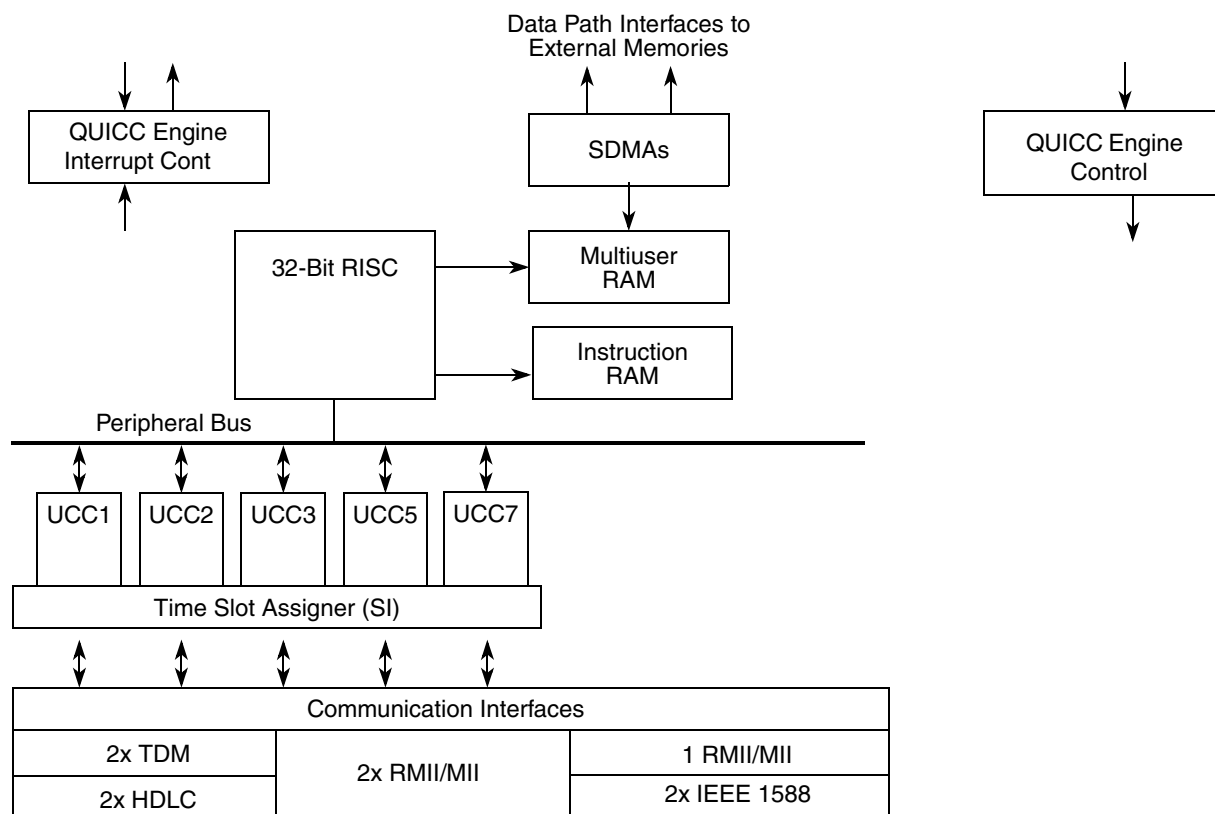 Data Path Interfaces to
External Memories
QUICC Engine
Interrupt Cont
SDMAs
QUICC Engine
Control
32-Bit RISC
Multiuser
RAM
Instruction
RAM
Peripheral Bus
UCC1
UCC2
UCC3
UCC5
UCC7
Time Slot Assigner (SI)
Communication Interfaces
2x TDM
2x HDLC
2x RMII/MII
1 RMII/MII
2x IEEE 1588